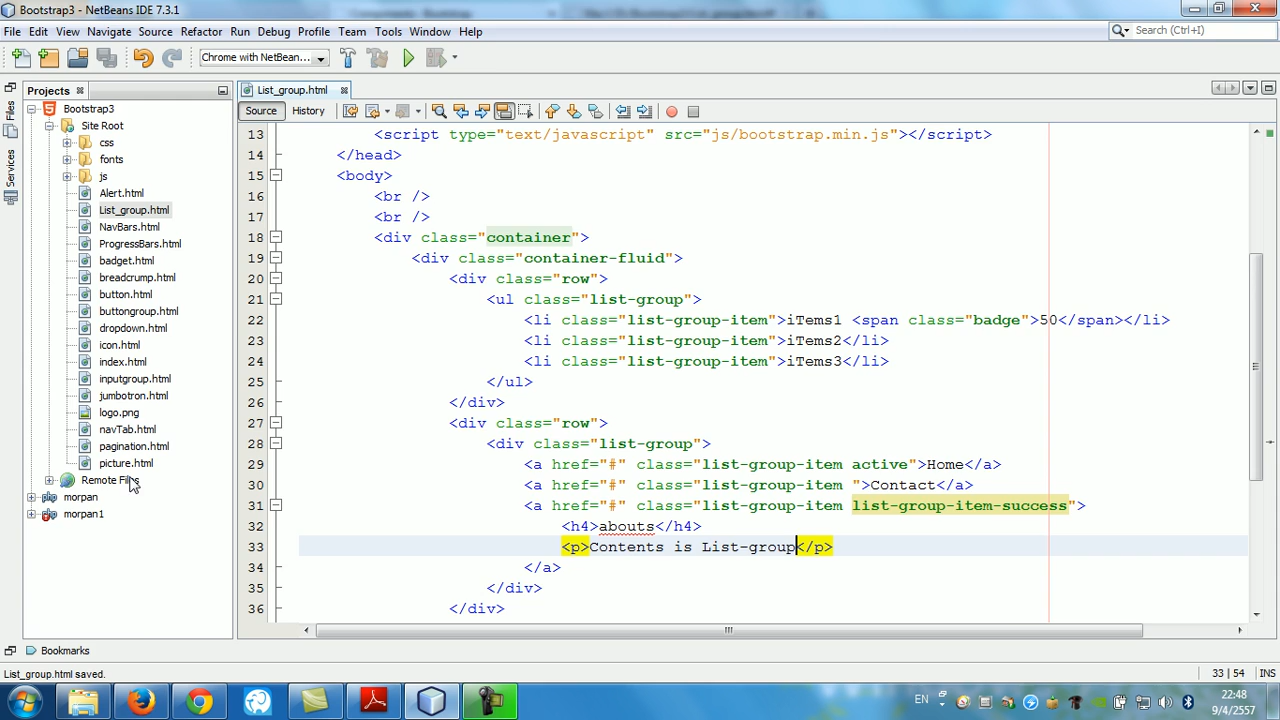 Bootstrap3 - NetBeans IDE 7.3.1
File Edit View Navigate Source Refactor Run Debug Profile Team Tools Window Help
Search (Ctrl+I)
Chrome with NetBean...
Projects
List_group.html
Source History
Files
Services
Bootstrap3
Site Root
css
fonts
js
Alert.html
List_group.html
NavBars.html
ProgressBars.html
badget.html
breadcrump.html
button.html
buttongroup.html
dropdown.html
icon.html
index.html
inputgroup.html
jumbotron.html
logo.png
navTab.html
pagination.html
picture.html
Remote Files
morpan
morpan1
13 <script type="text/javascript" src="js/bootstrap.min.js"></script>
14 </head>
15 <body>
16 <br />
17 <br />
18 <div class="container">
19 <div class="container-fluid">
20 <div class="row">
21 <ul class="list-group">
22 <li class="list-group-item">iTems1 <span class="badge">50</span></li>
23 <li class="list-group-item">iTems2</li>
24 <li class="list-group-item">iTems3</li>
25 </ul>
26 </div>
27 <div class="row">
28 <div class="list-group">
29 <a href="#" class="list-group-item active">Home</a>
30 <a href="#" class="list-group-item ">Contact</a>
31 <a href="#" class="list-group-item list-group-item-success">
32 <h4>abouts</h4>
33 <p>Contents is List-group</p>
34 </a>
35 </div>
36 </div>
Bookmarks
List_group.html saved.
33 | 54 INS
EN
22:48
9/4/2557